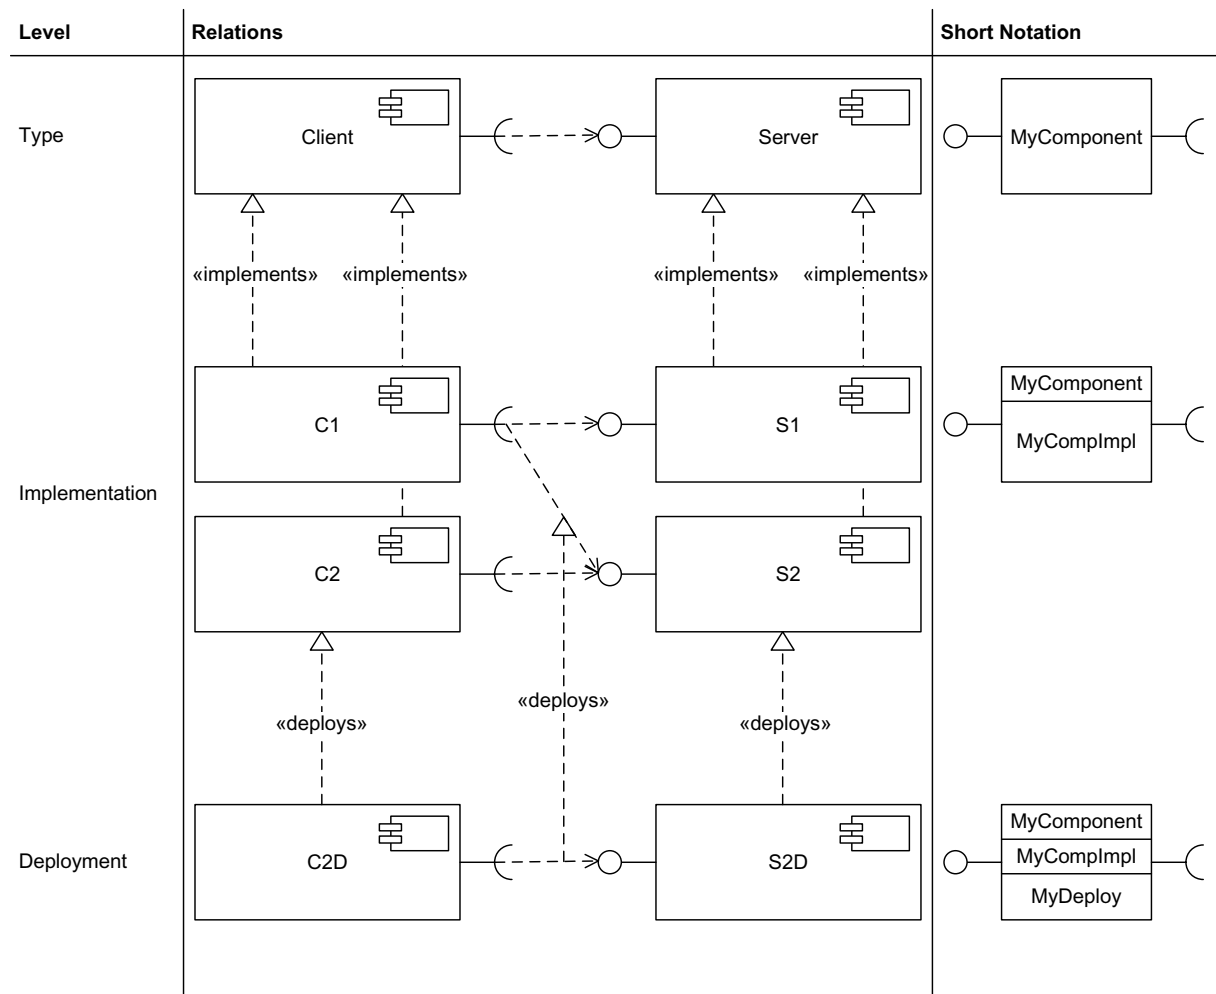 Level
Relations
Short Notation
Type
Client
Server
MyComponent
«implements»
«implements»
«implements»
«implements»
C1
S1
MyComponent
MyCompImpl
Implementation
C2
S2
«deploys»
«deploys»
«deploys»
Deployment
C2D
S2D
MyComponent
MyCompImpl
MyDeploy